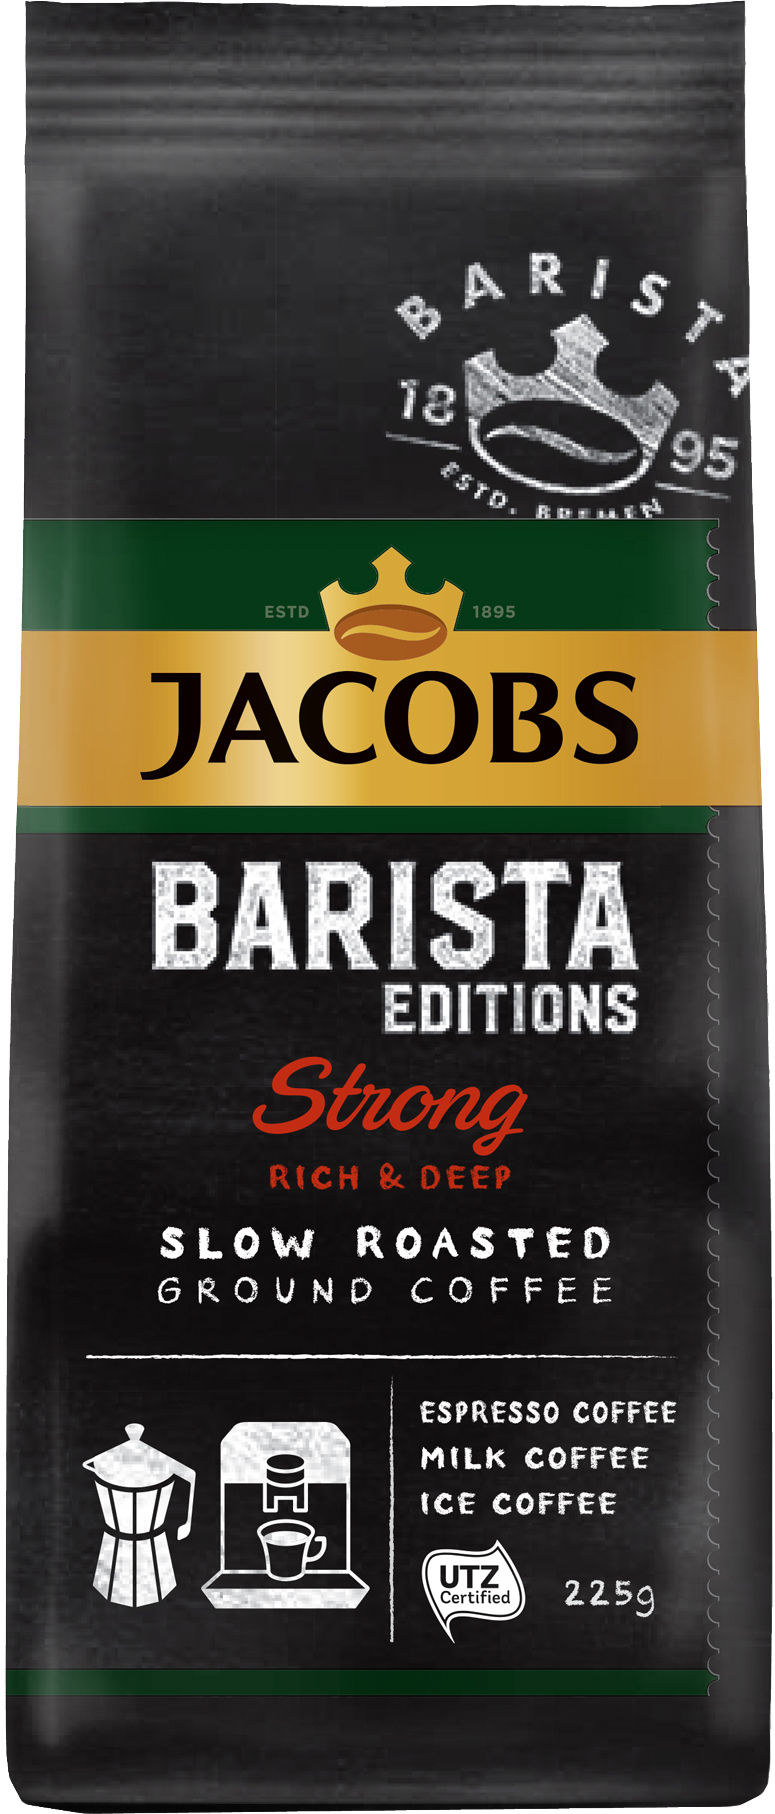 BARISTA
18 95
ESTD. BREMEN
ESTD 1895
JACOBS
BARISTA
EDITIONS
Strong
RICH & DEEP
SLOW ROASTED
GROUND COFFEE
ESPRESSO COFFEE
MILK COFFEE
ICE COFFEE
UTZ
Certified
225g